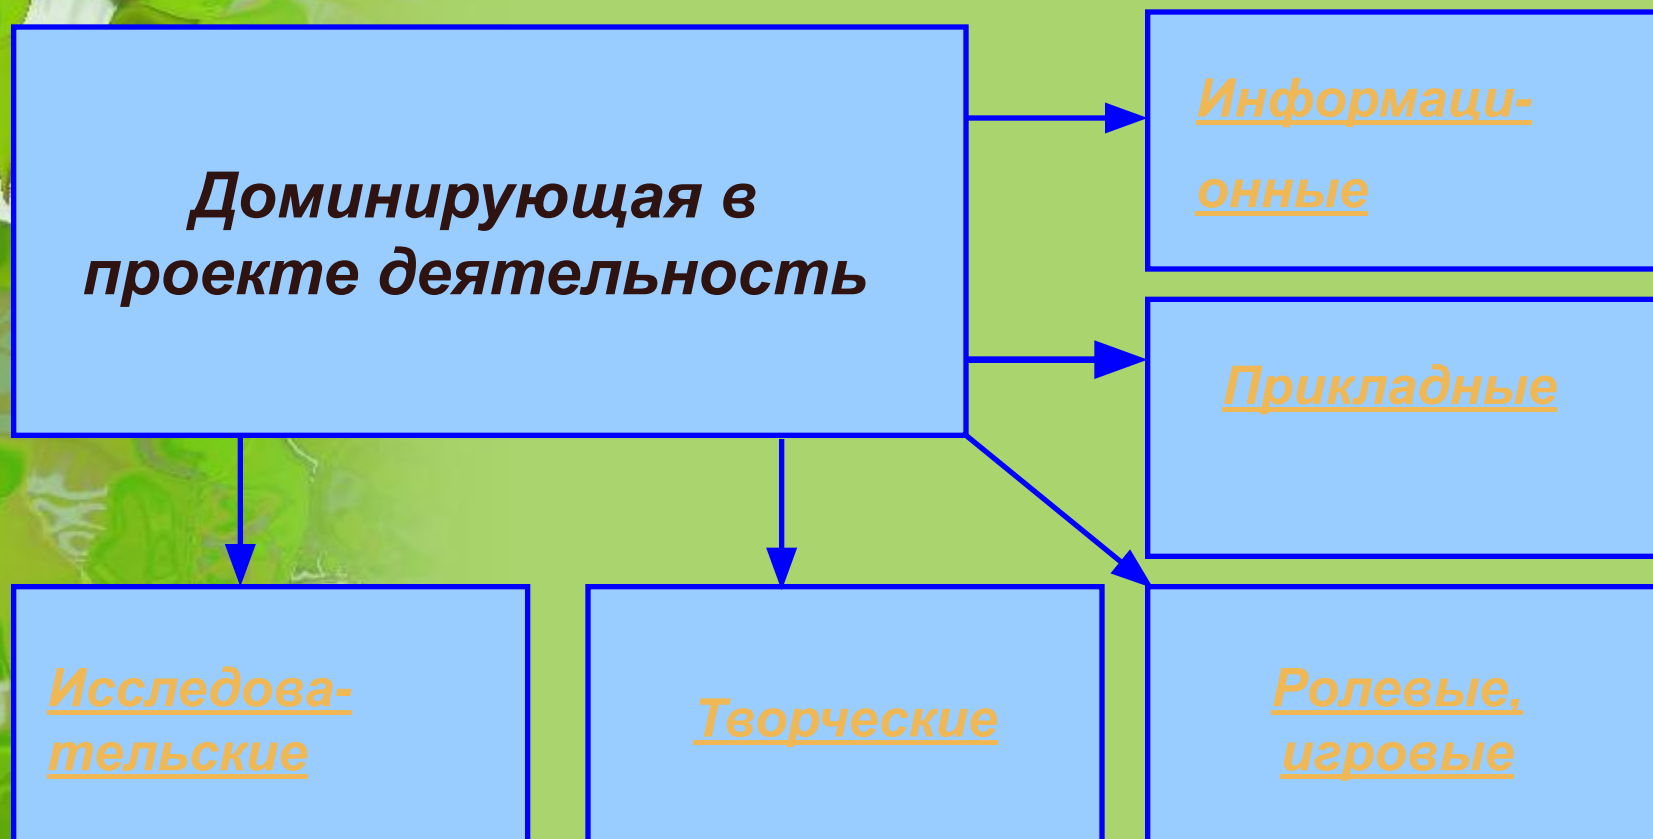 Доминирующая в
проекте деятельность
Информаци-
онные
Прикладные
Исследова-
тельские
Творческие
Ролевые,
игровые